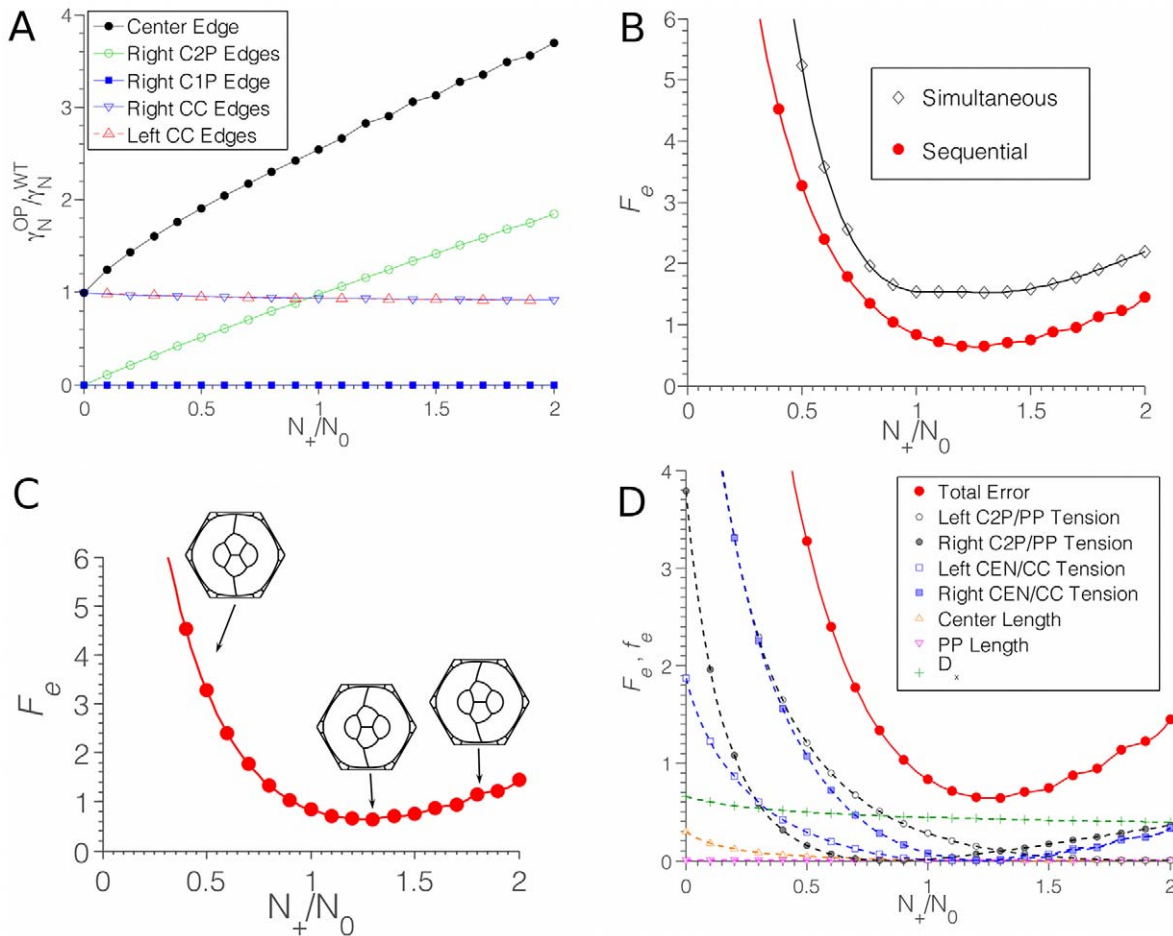 A
4
3
2
1
0
γ_N^OP/γ_N^WT
Center Edge
Right C2P Edges
Right C1P Edge
Right CC Edges
Left CC Edges
0
0.5
1
1.5
2
N+/N0
B
6
5
4
3
2
1
0
Fe
Simultaneous
Sequential
0
0.5
1
1.5
2
N+/N0
C
6
5
4
3
2
1
0
Fe
0
0.5
1
1.5
2
N+/N0
D
4
3
2
1
0
Fe, fe
Total Error
Left C2P/PP Tension
Right C2P/PP Tension
Left CEN/CC Tension
Right CEN/CC Tension
Center Length
PP Length
Dx
0
0.5
1
1.5
2
N+/N0